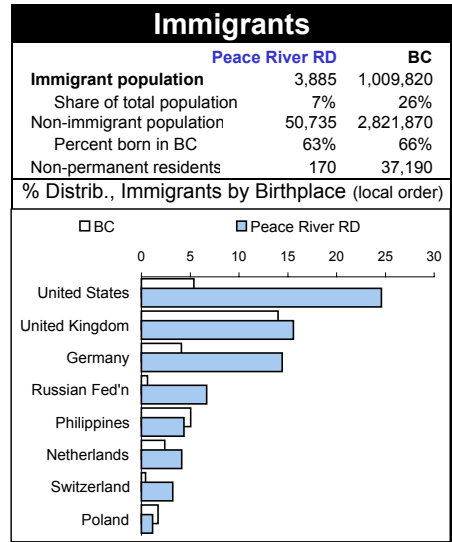 Immigrants
Peace River RD BC
Immigrant population 3,885 1,009,820
Share of total population 7% 26%
Non-immigrant population 50,735 2,821,870
Percent born in BC 63% 66%
Non-permanent residents 170 37,190
% Distrib., Immigrants by Birthplace (local order)
BC Peace River RD
0 5 10 15 20 25 30
United States
United Kingdom
Germany
Russian Fed'n
Philippines
Netherlands
Switzerland
Poland